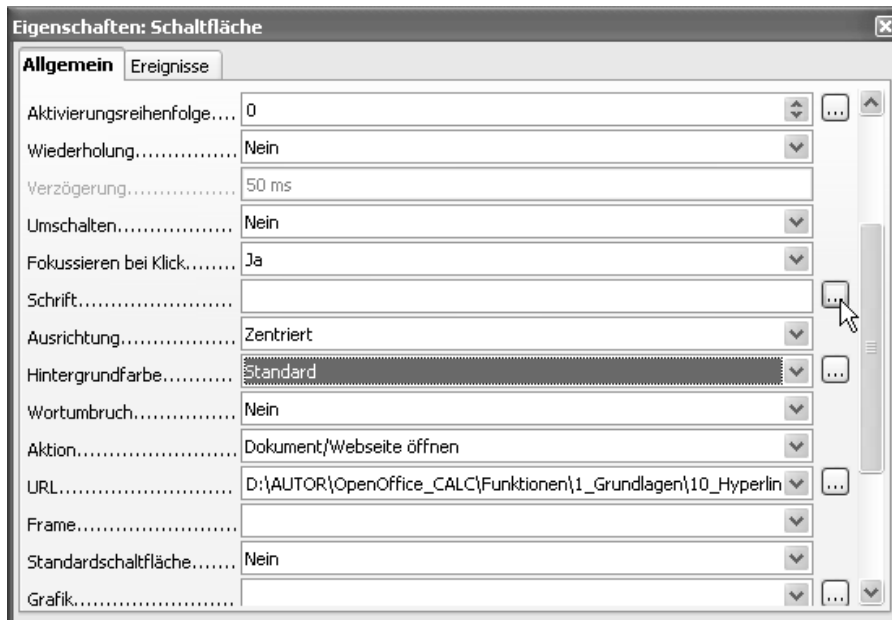 Eigenschaften: Schaltfläche
Allgemein Ereignisse
Aktivierungsreihenfolge.... 0 ...
Wiederholung................ Nein
Verzögerung................. 50 ms
Umschalten.................. Nein
Fokussieren bei Klick........ Ja
Schrift........................ ...
Ausrichtung................. Zentriert
Hintergrundfarbe........... Standard ...
Wortumbruch................ Nein
Aktion........................ Dokument/Webseite öffnen
URL........................... D:\AUTOR\OpenOffice_CALC\Funktionen\1_Grundlagen\10_Hyperlin ...
Frame.........................
Standardschaltfläche....... Nein
Grafik......................... ...